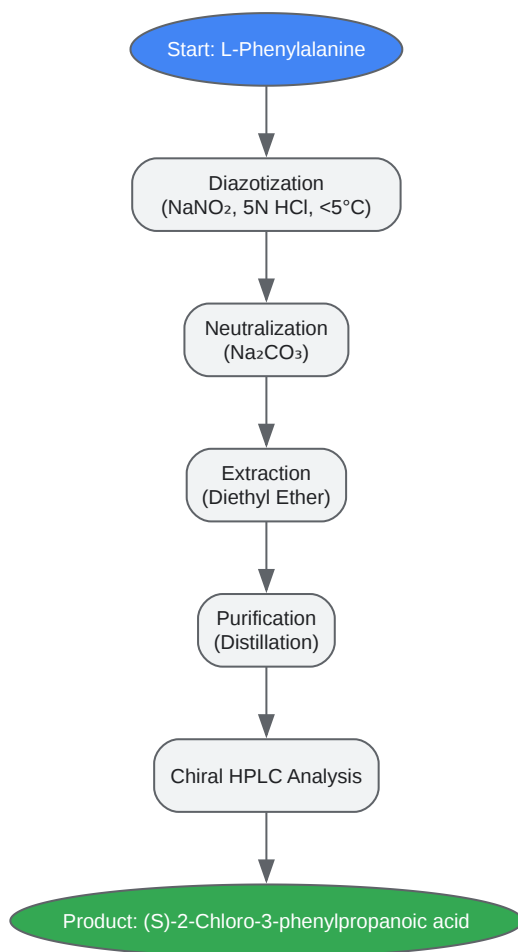 Start: L-Phenylalanine
Diazotization
(NaNO₂, 5N HCl, <5°C)
Neutralization
(Na₂CO₃)
Extraction
(Diethyl Ether)
Purification
(Distillation)
Chiral HPLC Analysis
Product: (S)-2-Chloro-3-phenylpropanoic acid